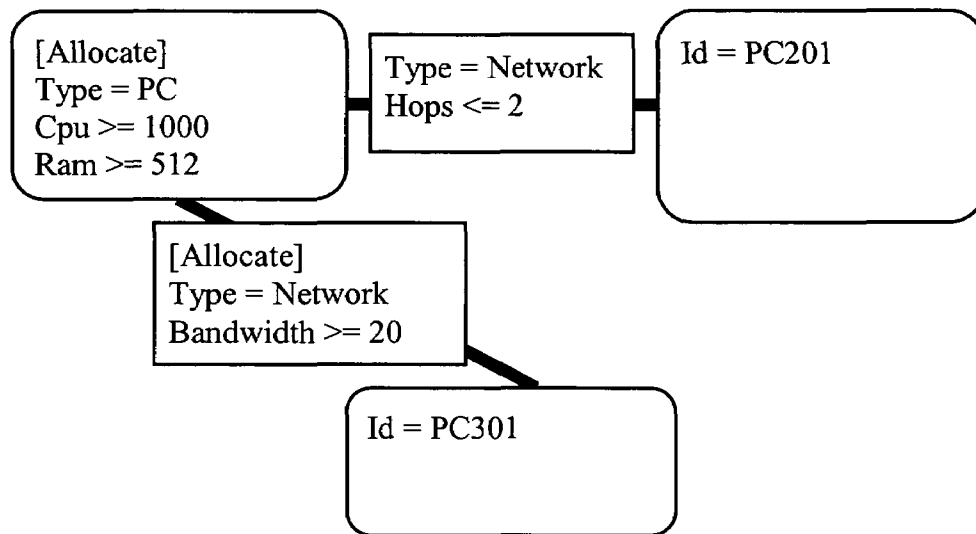 [Allocate]
Type = PC
Cpu >= 1000
Ram >= 512
Type = Network
Hops <= 2
Id = PC201
[Allocate]
Type = Network
Bandwidth >= 20
Id = PC301